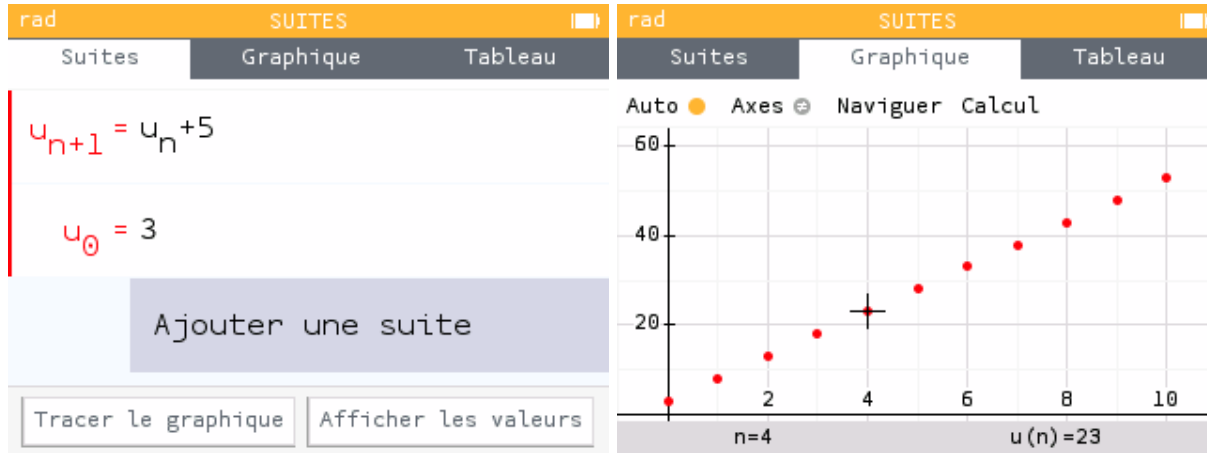 rad SUITES
Suites Graphique Tableau
uₙ₊₁ = uₙ+5
u₀ = 3
Ajouter une suite
Tracer le graphique Afficher les valeurs
rad SUITES
Suites Graphique Tableau
Auto Axes Naviguer Calcul
60
40
20
2 4 6 8 10
n=4 u(n)=23